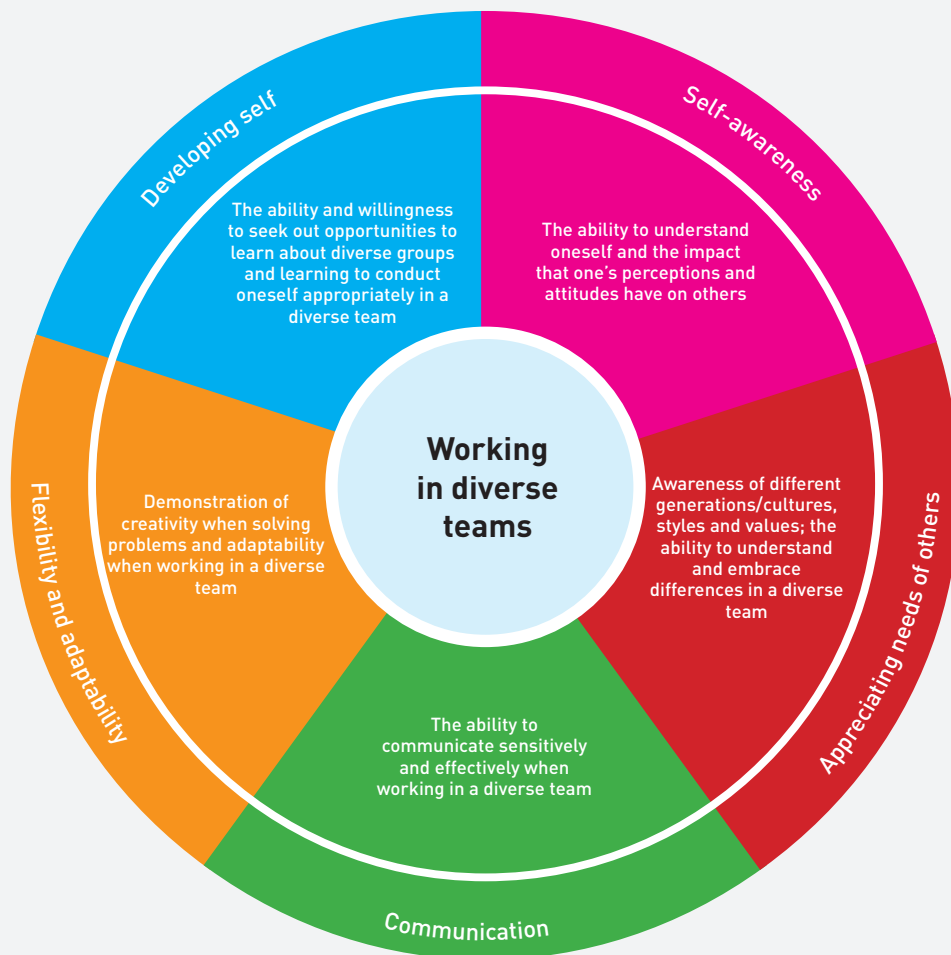 Working
in diverse
teams
Self-awareness
The ability to understand
oneself and the impact
that one's perceptions and
attitudes have on others
Appreciating needs of others
Awareness of different
generations/cultures,
styles and values; the
ability to understand
and embrace
differences in a diverse
team
Communication
The ability to
communicate sensitively
and effectively when
working in a diverse team
Flexibility and adaptability
Demonstration of
creativity when solving
problems and adaptability
when working in a diverse
team
Developing self
The ability and willingness
to seek out opportunities to
learn about diverse groups
and learning to conduct
oneself appropriately in a
diverse team